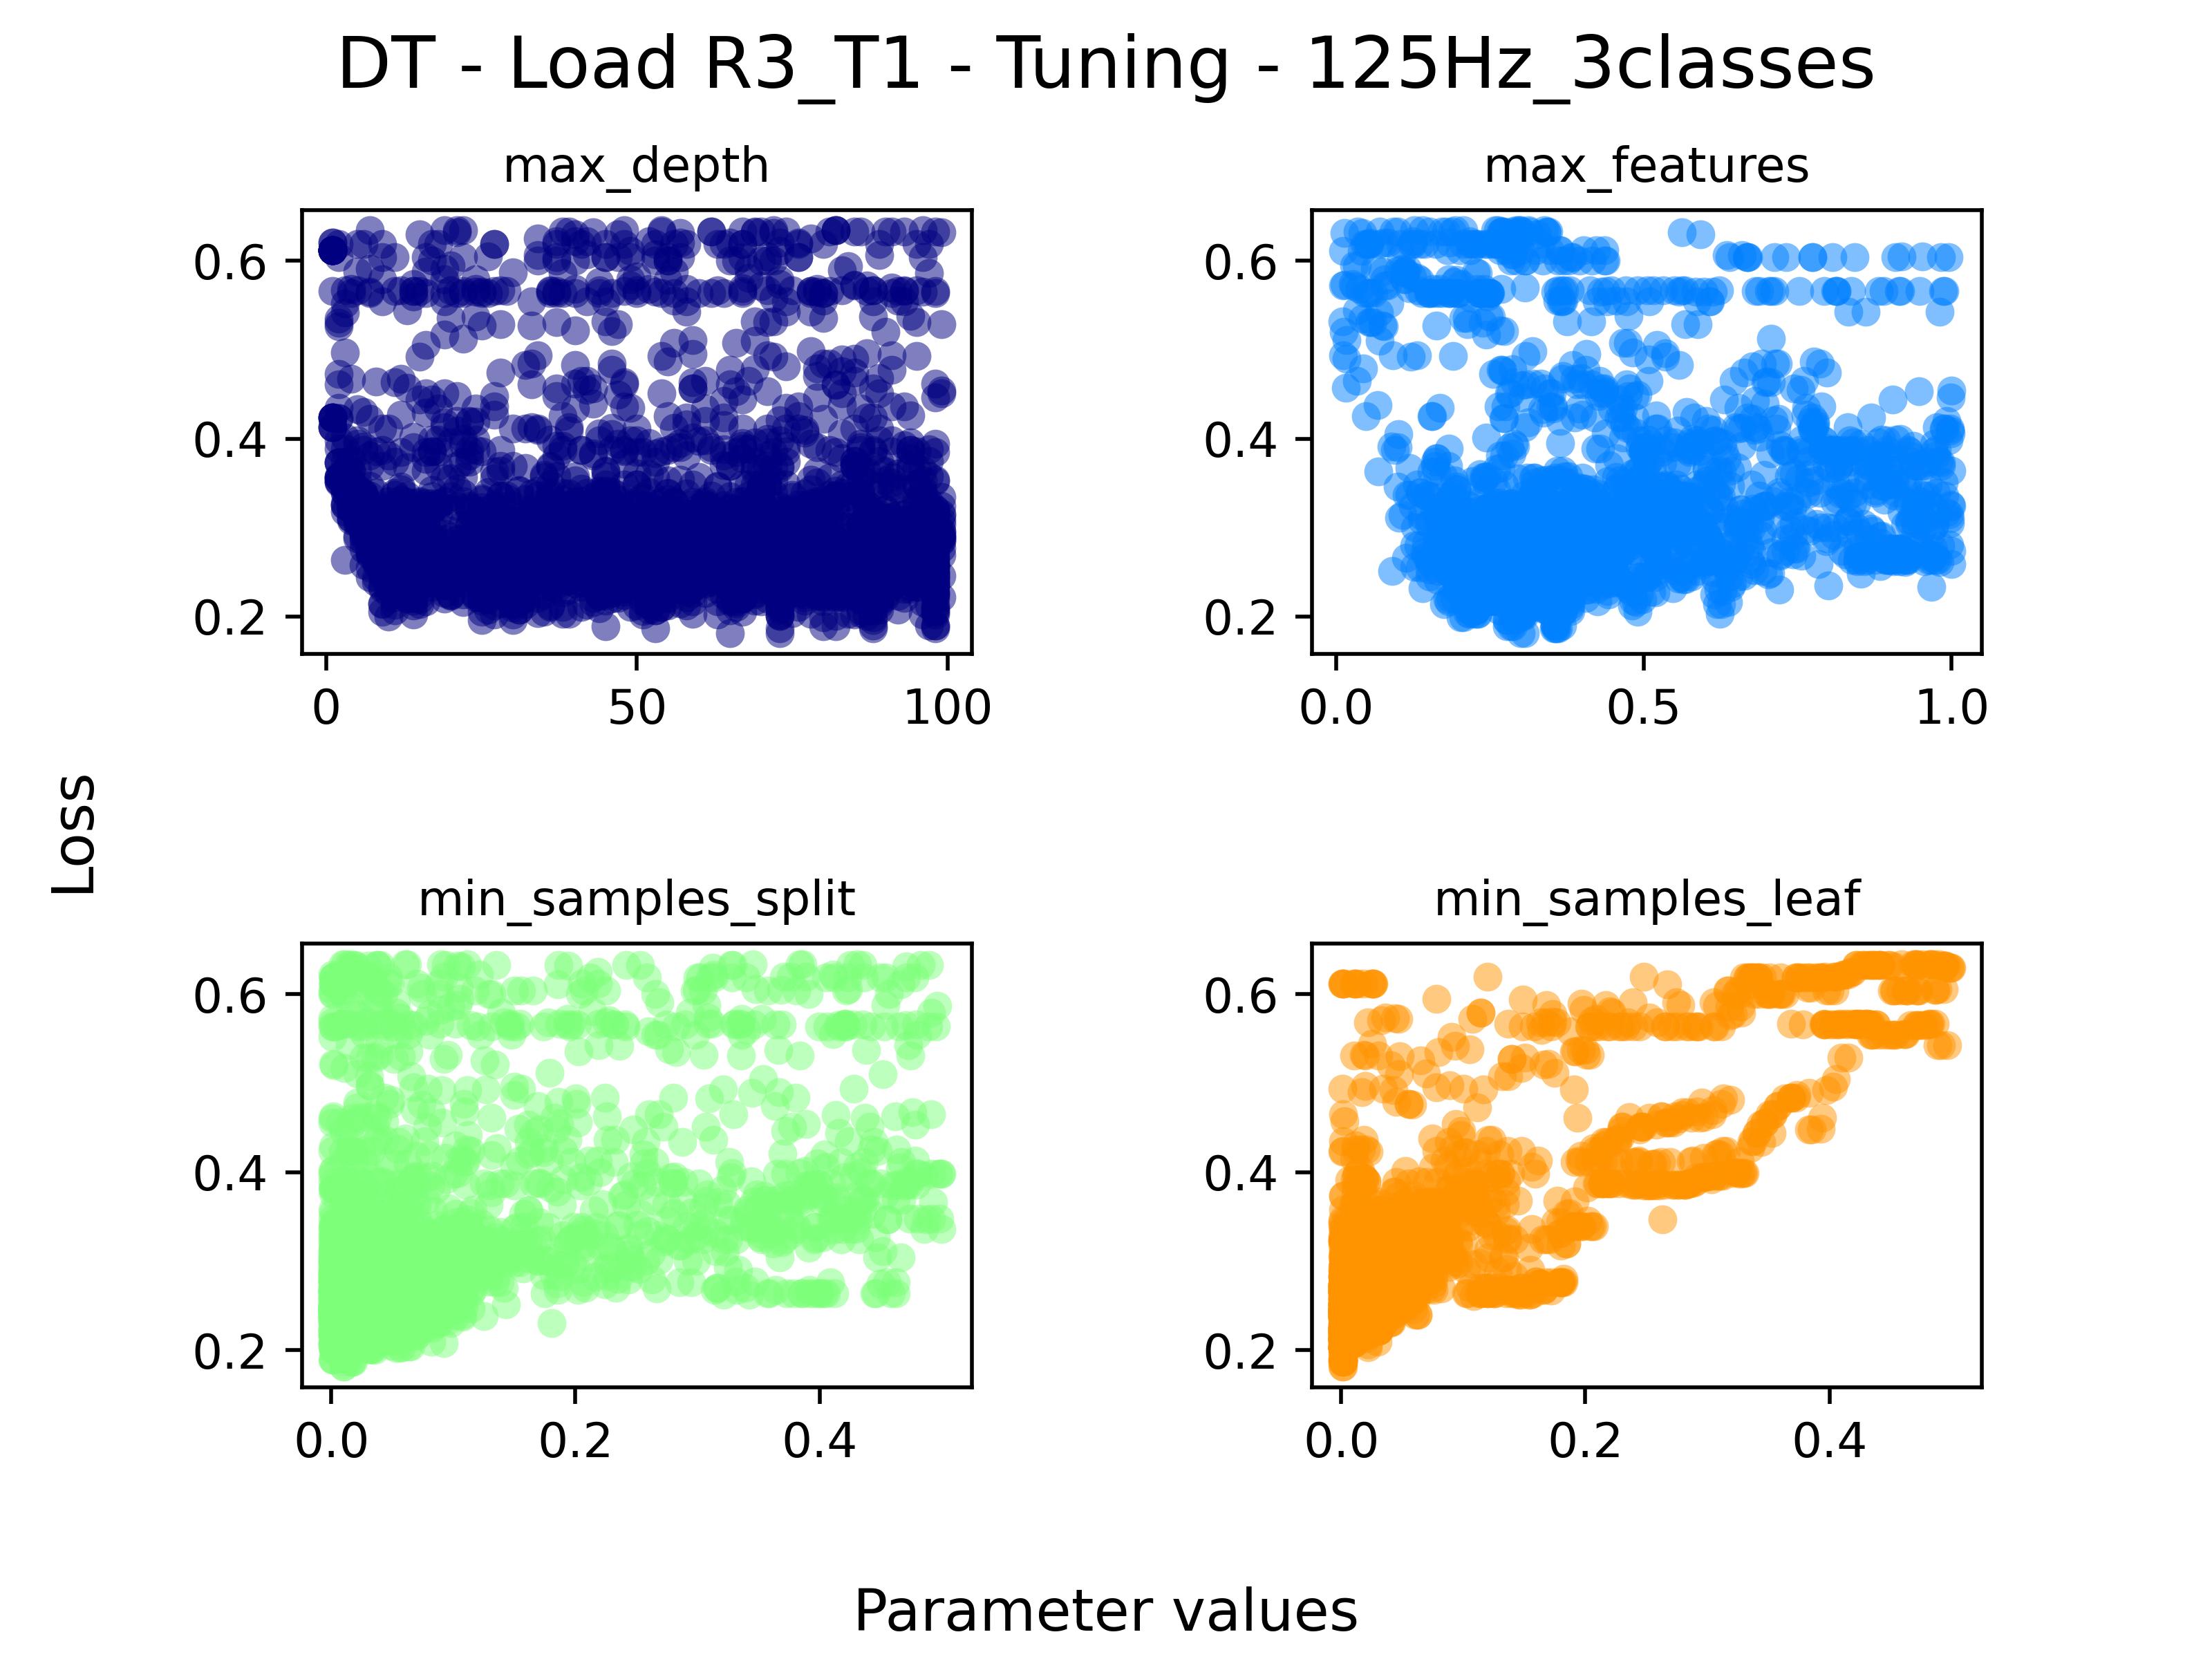 DT - Load R3_T1 - Tuning - 125Hz_3classes
max_depth
max_features
0.6
0.4
0.2
0 50 100
0.6
0.4
0.2
0.0 0.5 1.0
Loss
min_samples_split
min_samples_leaf
0.6
0.4
0.2
0.0 0.2 0.4
0.6
0.4
0.2
0.0 0.2 0.4
Parameter values